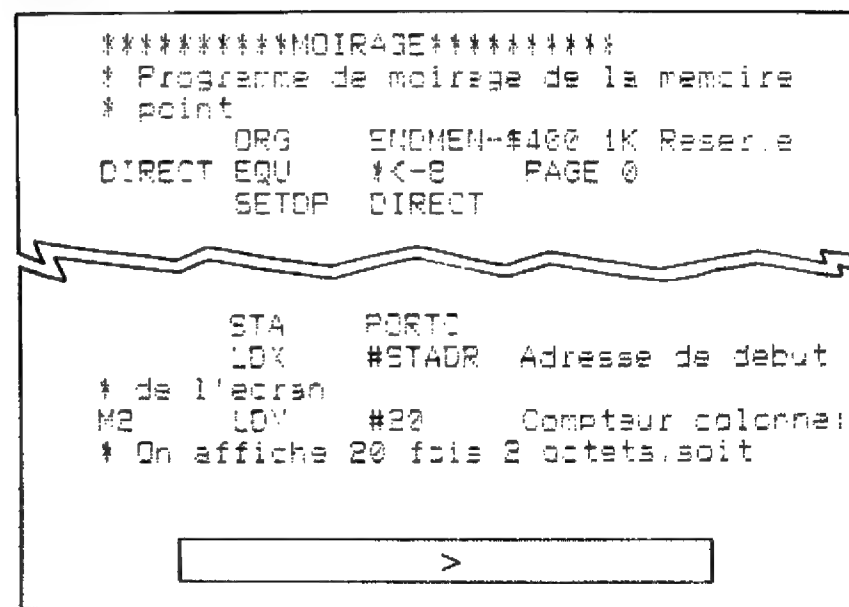 **********MOIRAGE**********
* Programme de moirage de la memoire
* point
ORG ENDMEM-$400 1K Reserve
DIRECT EQU *<-8 PAGE 0
SETDP DIRECT
STA PORTC
LDX #STADR Adresse de debut
* de l'ecran
M2 LDY #20 Compteur colonnes
* On affiche 20 fois 2 octets,soit
>